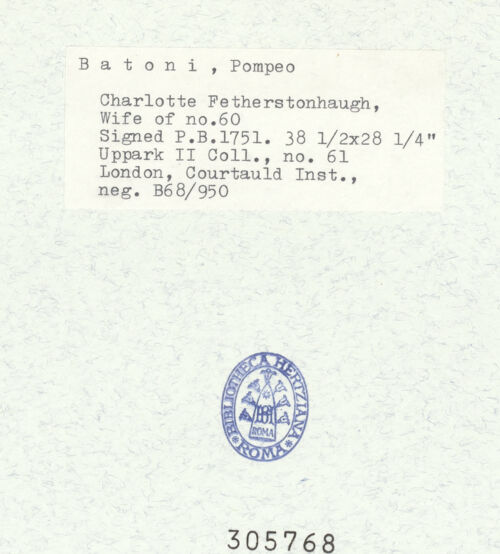 B a t o n i , Pompeo
Charlotte Fetherstonhaugh,
Wife of no.60
Signed P.B.1751. 38 1/2x28 1/4"
Uppark II Coll., no. 61
London, Courtauld Inst.,
neg. B68/950
BIBLIOTHECA HERTZIANA
ROMA
ROMA
305768